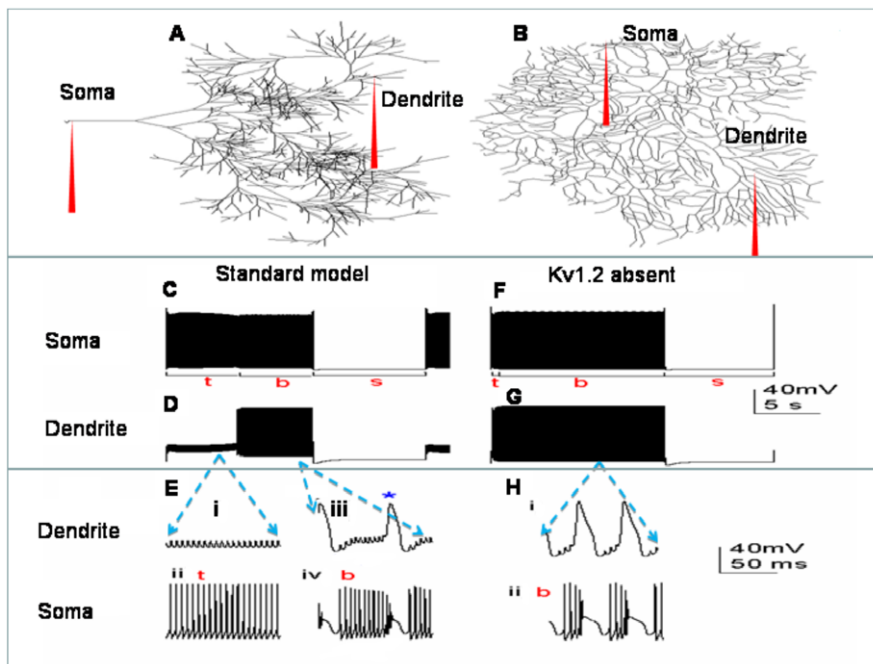 A
B
Soma
Soma
Dendrite
Dendrite
Standard model
Kv1.2 absent
C
F
Soma
t b s
t b s
40mV
5 s
D
G
Dendrite
E
H
i
iii
*
i
Dendrite
40mV
50 ms
ii t
iv b
ii b
Soma